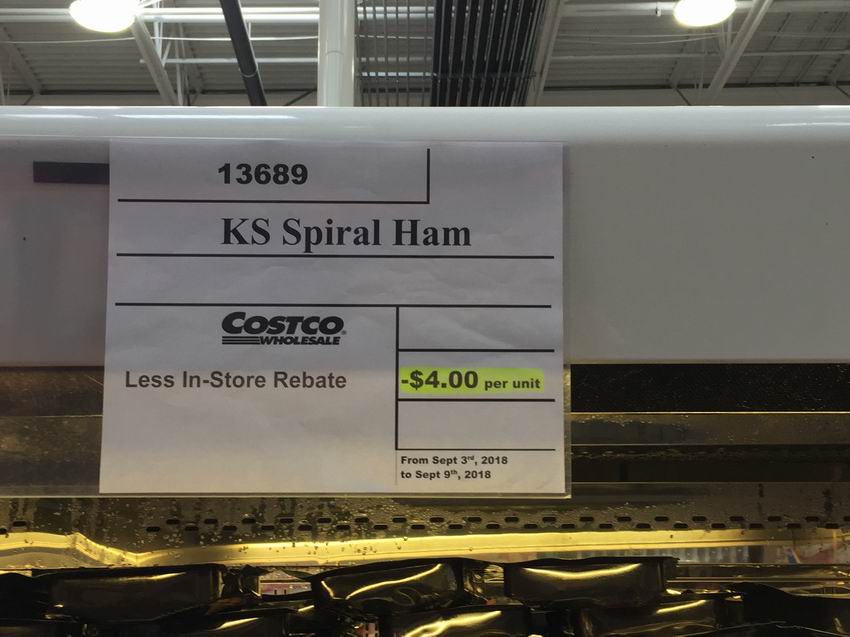 13689
KS Spiral Ham
COSTCO
WHOLESALE
Less In-Store Rebate
-$4.00 per unit
From Sept 3rd, 2018
to Sept 9th, 2018